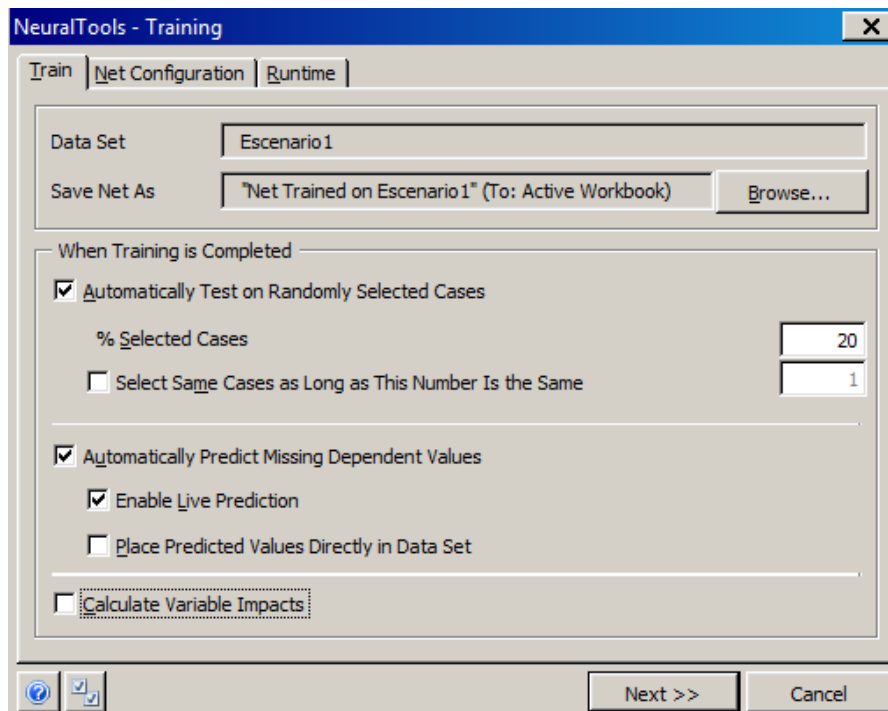 NeuralTools - Training
Train Net Configuration Runtime
Data Set Escenario1
Save Net As "Net Trained on Escenario1" (To: Active Workbook) Browse...
When Training is Completed
Automatically Test on Randomly Selected Cases
% Selected Cases 20
Select Same Cases as Long as This Number Is the Same 1
Automatically Predict Missing Dependent Values
Enable Live Prediction
Place Predicted Values Directly in Data Set
Calculate Variable Impacts
Next >> Cancel